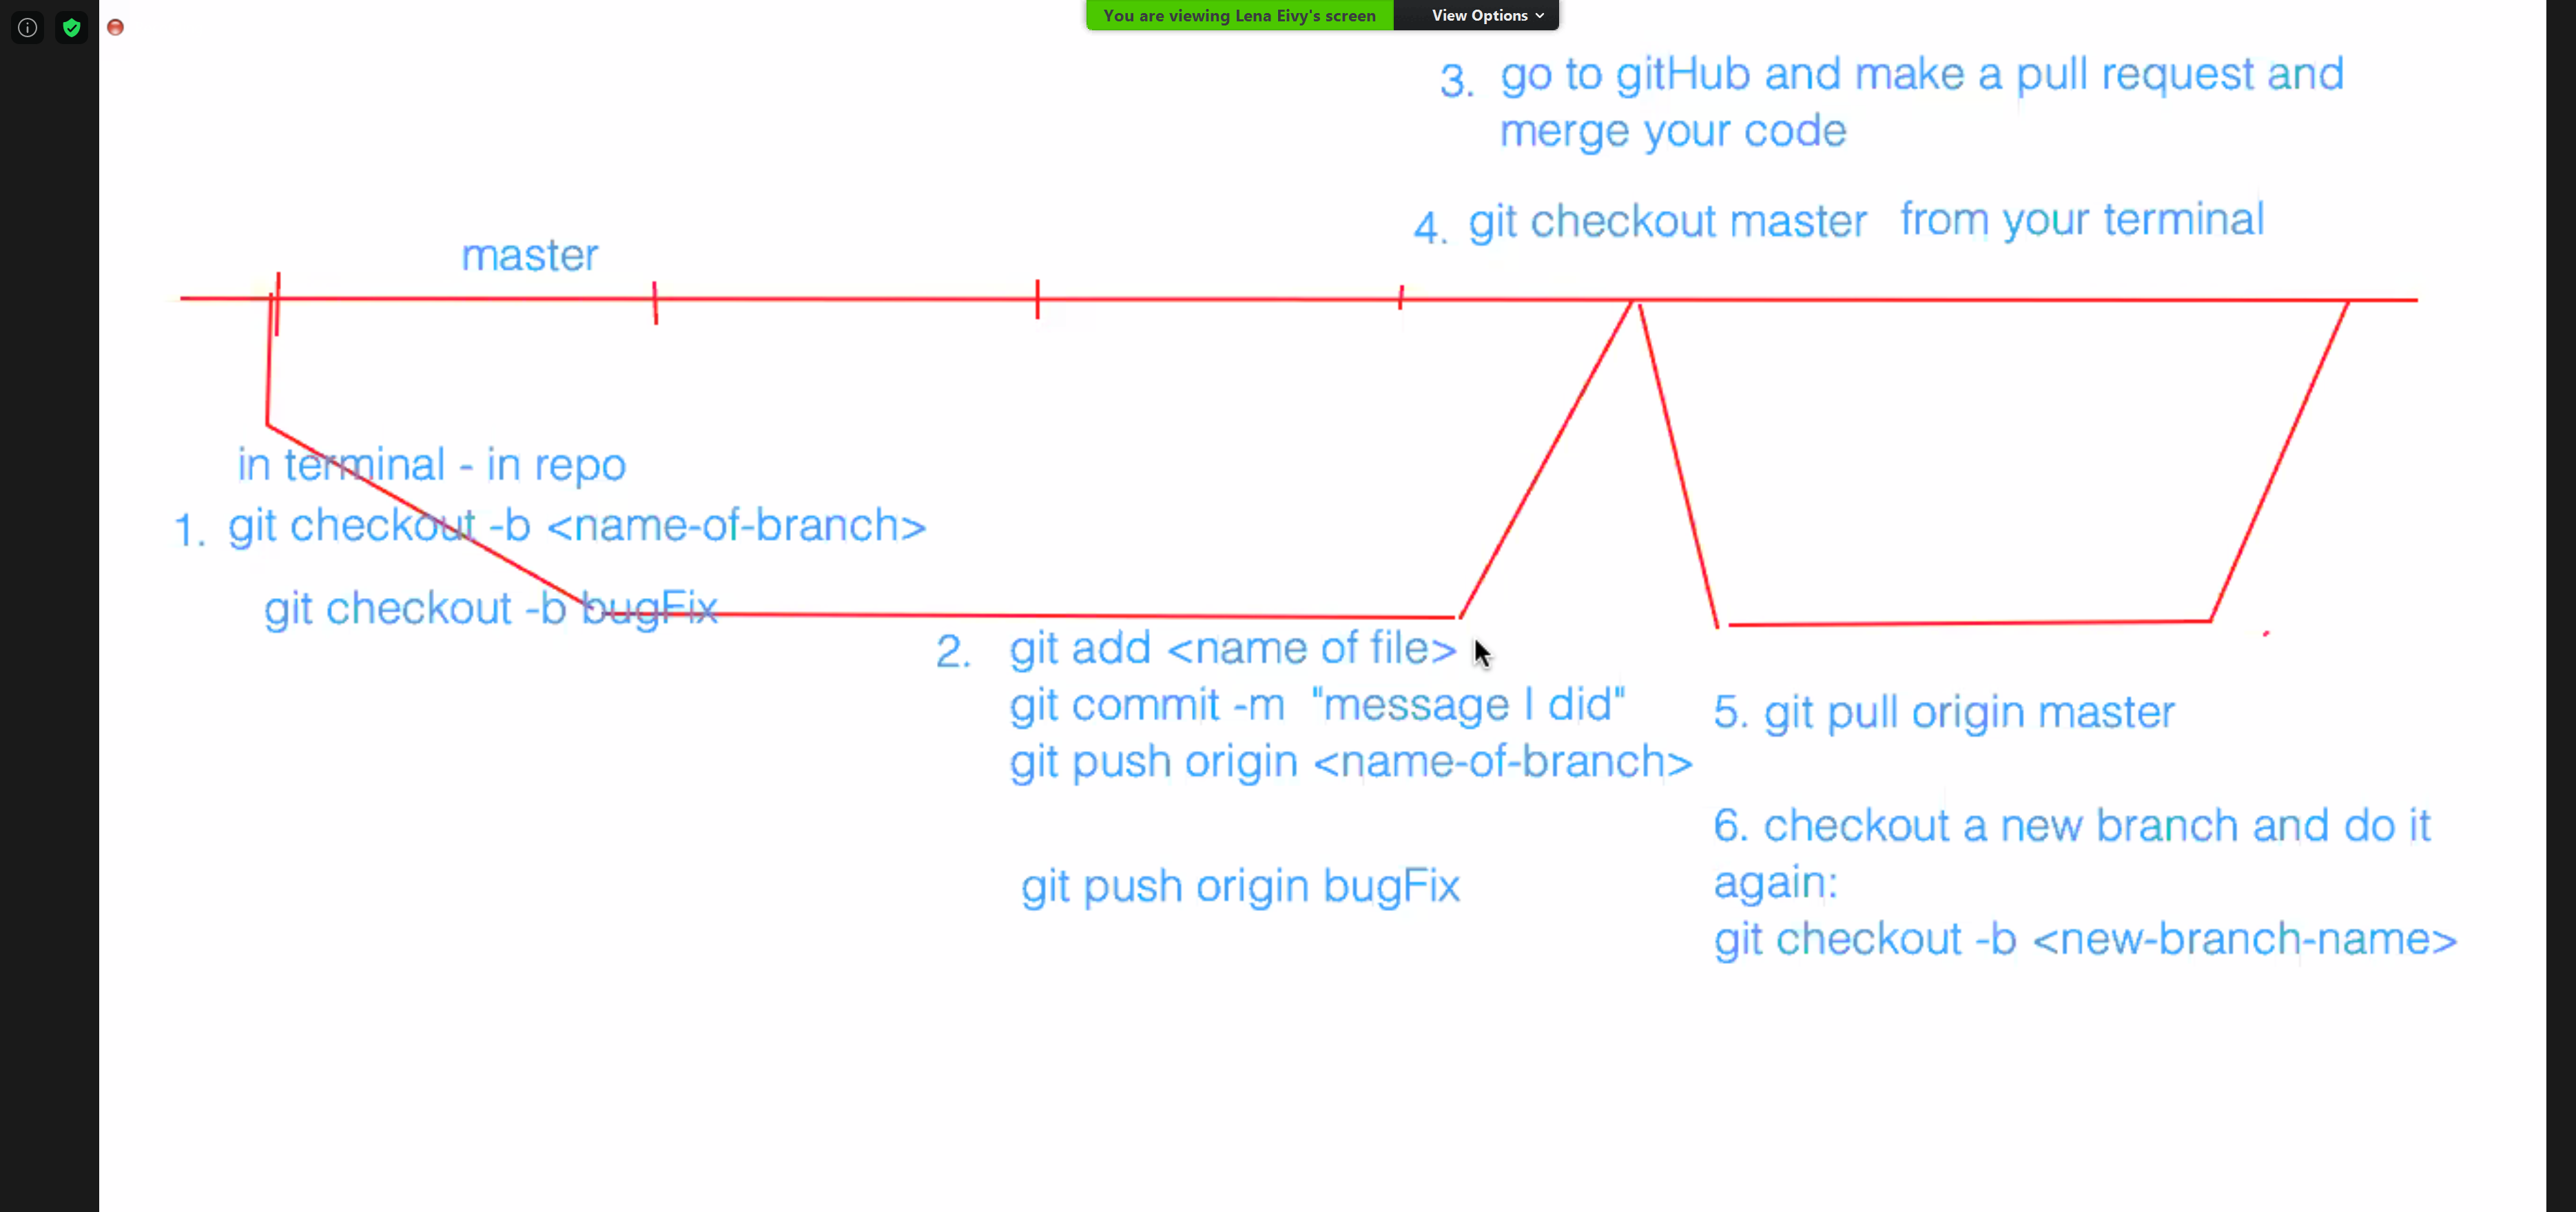 You are viewing Lena Eivy's screen
View Options
3. go to gitHub and make a pull request and
merge your code
4. git checkout master from your terminal
master
in terminal - in repo
1. git checkout -b <name-of-branch>
git checkout -b bugFix
2. git add <name of file>
git commit -m "message I did"
git push origin <name-of-branch>
git push origin bugFix
5. git pull origin master
6. checkout a new branch and do it
again:
git checkout -b <new-branch-name>